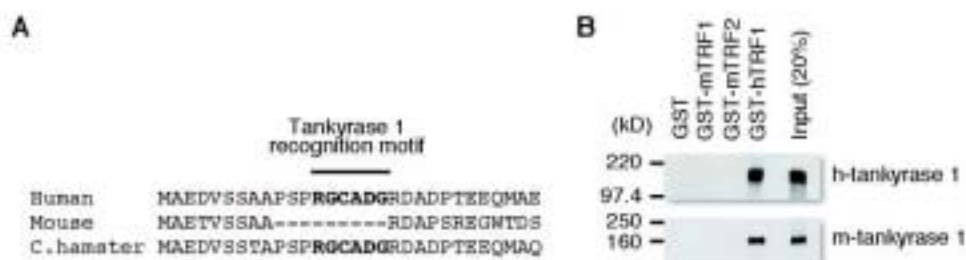 A
Tankyrase 1
recognition motif
Human MAEDVSSAAPSPRGCADGRDADPTEEQMAE
Mouse MAETVSSAA---------RDAPSREGWTDS
C.hamster MAEDVSSTAPSPRGCADGRDADPTEEQMAQ
B
(kD)
GST
GST-mTRF1
GST-mTRF2
GST-hTRF1
Input (20%)
220
97.4
h-tankyrase 1
250
160
m-tankyrase 1